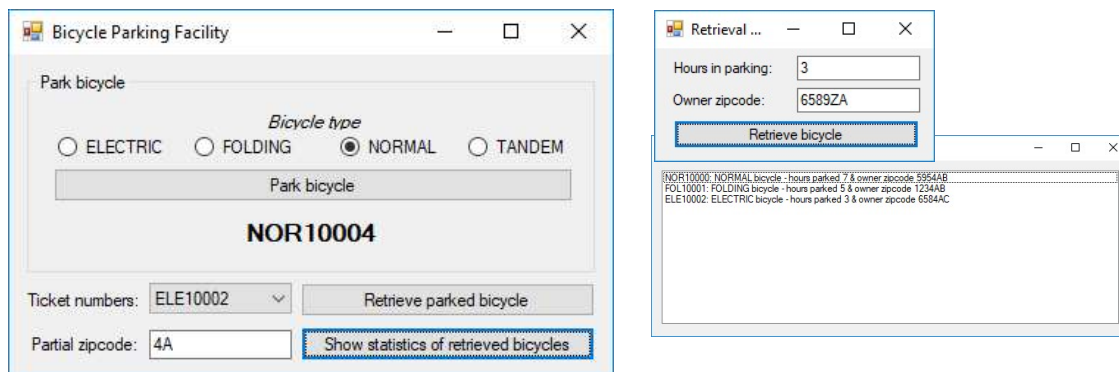 Bicycle Parking Facility
Park bicycle
Bicycle type
ELECTRIC FOLDING NORMAL TANDEM
Park bicycle
NOR10004
Ticket numbers: ELE10002 Retrieve parked bicycle
Partial zipcode: 4A Show statistics of retrieved bicycles
Retrieval ...
Hours in parking: 3
Owner zipcode: 6589ZA
Retrieve bicycle
NOR10000: NORMAL bicycle - hours parked 7 & owner zipcode 5954AB
FOL10001: FOLDING bicycle - hours parked 5 & owner zipcode 1234AB
ELE10002: ELECTRIC bicycle - hours parked 3 & owner zipcode 6584AC